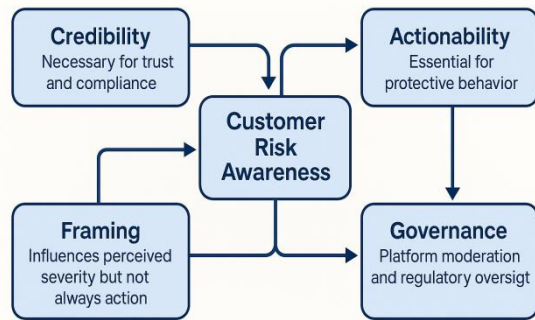 Credibility
Necessary for trust
and compliance
Actionability
Essential for
protective behavior
Customer
Risk
Awareness
Framing
Influences perceived
severity but not
always action
Governance
Platform moderation
and regulatory oversigt